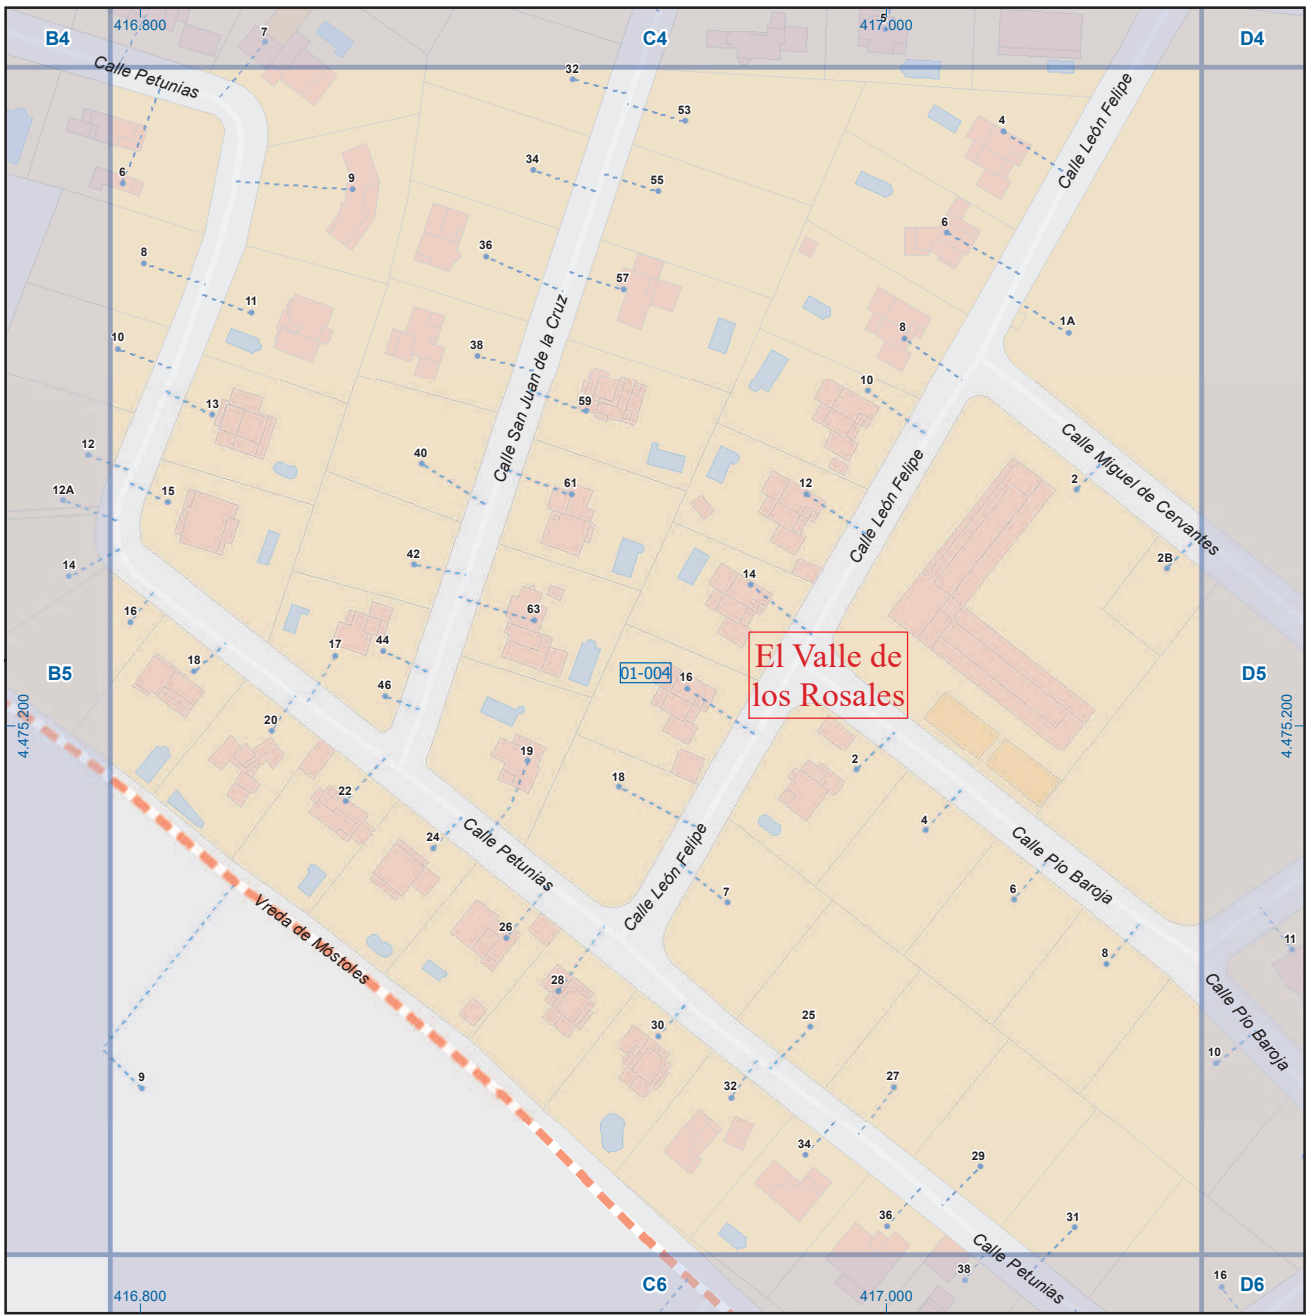 416.800
417.000
B4
C4
D4
7
5
Calle Petunias
32
53
4
Calle León Felipe
6
9
34
55
6
8
36
57
11
1A
10
38
8
Calle San Juan de la Cruz
59
10
13
12
40
61
12
Calle León Felipe
Calle Miguel de Cervantes
2
12A
15
14
42
2B
14
16
63
18
17
44
El Valle de
los Rosales
B5
01-004
16
D5
46
20
4.475.200
4.475.200
19
2
22
18
4
24
Calle Petunias
Calle León Felipe
Calle Pío Baroja
7
6
26
Vreda de Móstoles
8
11
28
30
25
Calle Pío Baroja
10
9
32
27
34
29
36
31
Calle Petunias
38
16
C6
D6
416.800
417.000